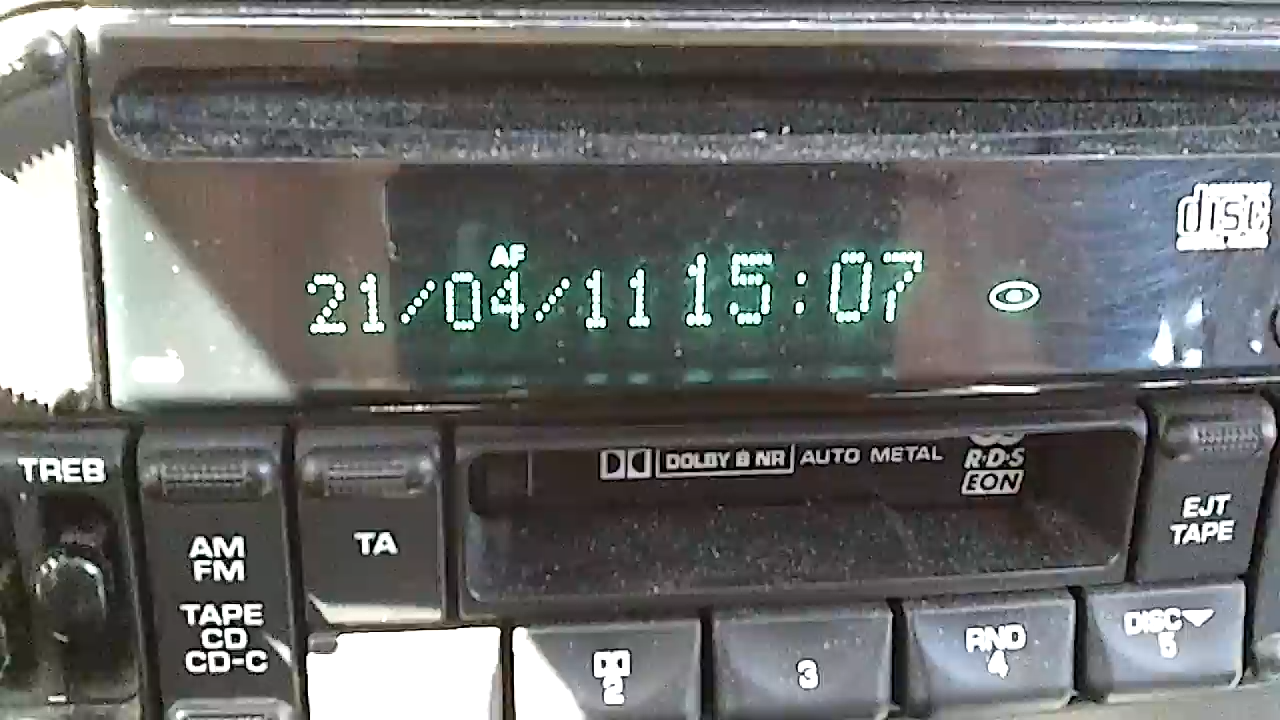 disc
AF
21/04/11 15:07
TREB
DOLBY B NR AUTO METAL
R·D·S
EON
EJT
TAPE
AM
FM
TA
TAPE
CD
CD-C
2
3
RND
4
DISC
5